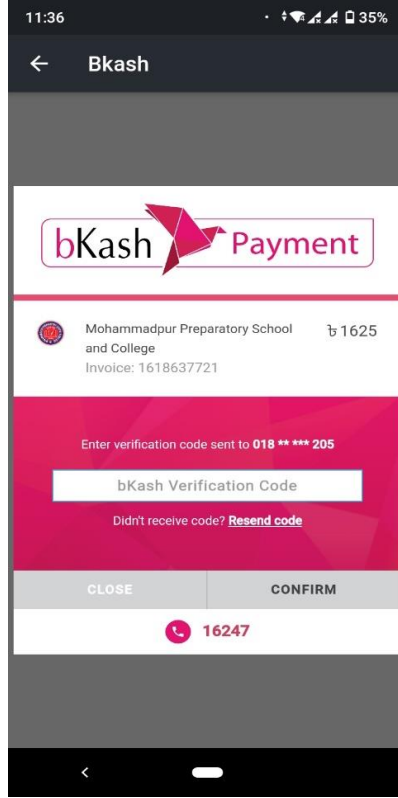 11:36 35%
Bkash
bKash Payment
Mohammadpur Preparatory School ৳ 1625
and College
Invoice: 1618637721
Enter verification code sent to 018 ** *** 205
bKash Verification Code
Didn't receive code? Resend code
CLOSE CONFIRM
16247